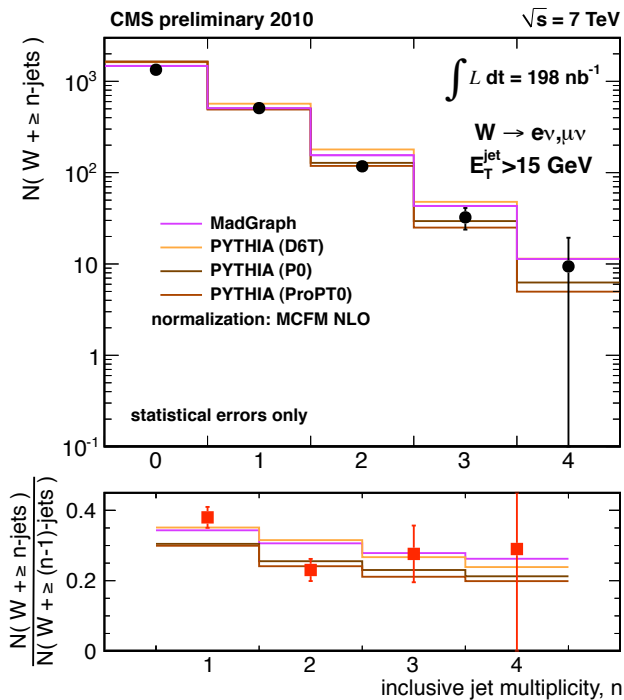 CMS preliminary 2010
√s = 7 TeV
N( W + ≥ n-jets)
10³
10²
10
1
10⁻¹
∫ L dt = 198 nb⁻¹
W → eν,μν
E_T^jet >15 GeV
MadGraph
PYTHIA (D6T)
PYTHIA (P0)
PYTHIA (ProPT0)
normalization: MCFM NLO
statistical errors only
0 1 2 3 4
N( W + ≥ n-jets)
N( W + ≥ (n-1)-jets)
0.4
0.2
0
1 2 3 4
inclusive jet multiplicity, n